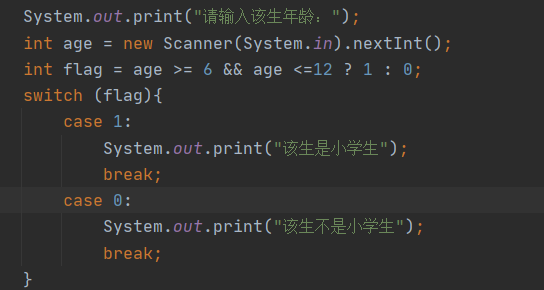 System.out.print("请输入该生年龄：");
int age = new Scanner(System.in).nextInt();
int flag = age >= 6 && age <=12 ? 1 : 0;
switch (flag){
case 1:
System.out.print("该生是小学生");
break;
case 0:
System.out.print("该生不是小学生");
break;
}